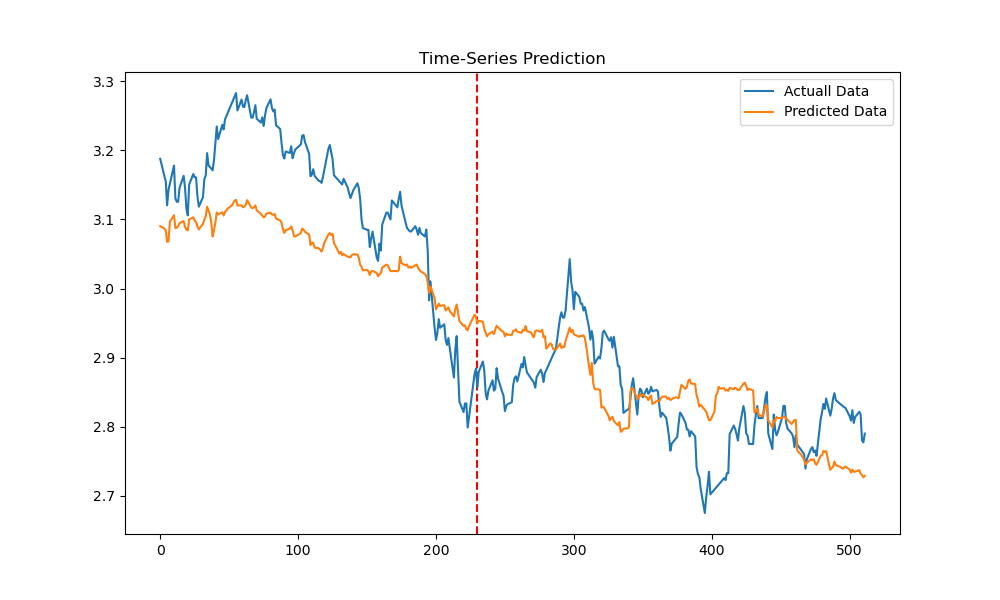 Time-Series Prediction
Actuall Data
Predicted Data
3.3
3.2
3.1
3.0
2.9
2.8
2.7
0 100 200 300 400 500